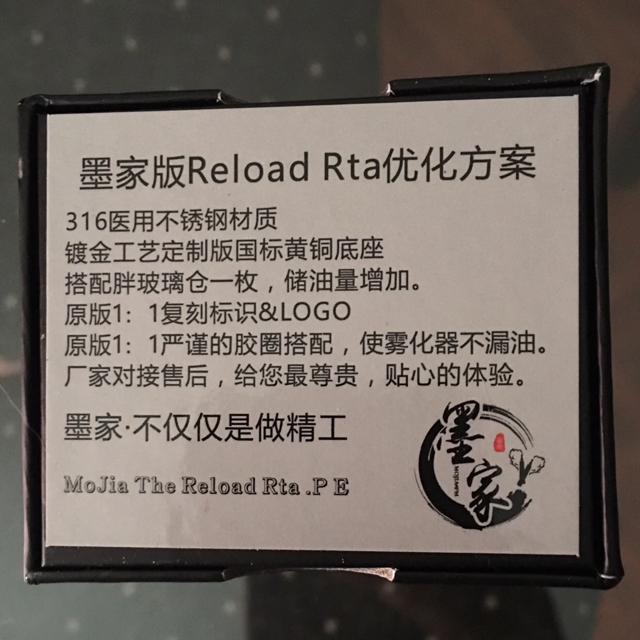 墨家版Reload Rta优化方案
316医用不锈钢材质
镀金工艺定制版国标黄铜底座
搭配胖玻璃仓一枚，储油量增加。
原版1：1复刻标识&LOGO
原版1：1严谨的胶圈搭配，使雾化器不漏油。
厂家对接售后，给您最尊贵，贴心的体验。
墨家·不仅仅是做精工
MoJia The Reload Rta .P E
墨家